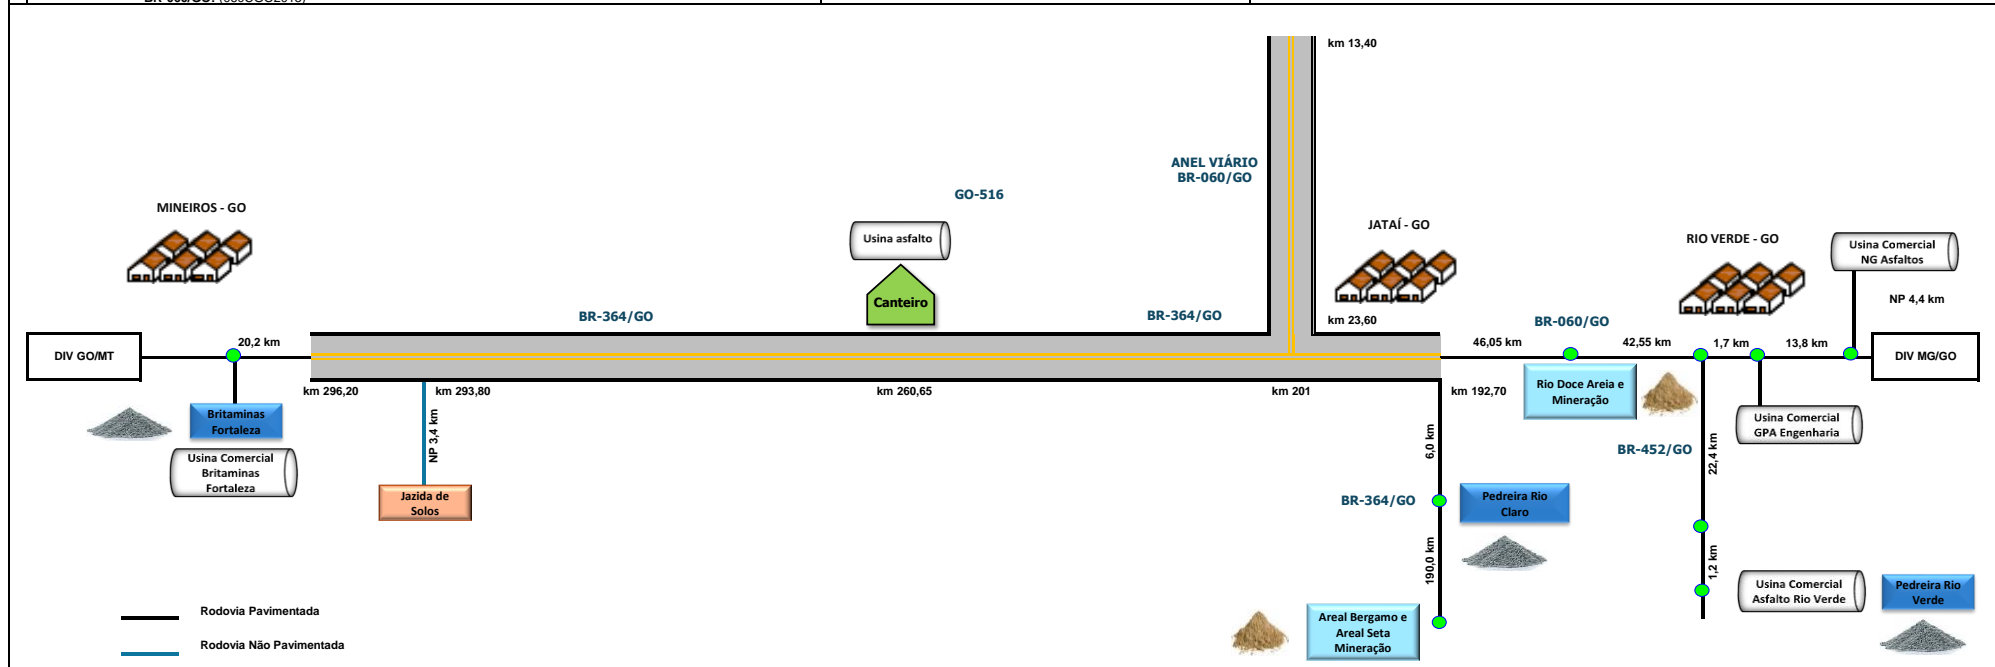 km 13,40
ANEL VIÁRIO
BR-060/GO
GO-516
MINEIROS - GO
Usina asfalto
JATAÍ - GO
RIO VERDE - GO
Usina Comercial
NG Asfaltos
NP 4,4 km
Canteiro
BR-364/GO
BR-364/GO
km 23,60
BR-060/GO
DIV GO/MT
20,2 km
46,05 km
42,55 km
1,7 km
13,8 km
DIV MG/GO
km 296,20
km 293,80
km 260,65
km 201
km 192,70
Rio Doce Areia e
Mineração
Britaminas
Fortaleza
Usina Comercial
Britaminas
Fortaleza
NP 3,4 km
Jazida de
Solos
6,0 km
BR-364/GO
Pedreira Rio
Claro
190,0 km
Areal Bergamo e
Areal Seta
Mineração
Usina Comercial
GPA Engenharia
BR-452/GO
22,4 km
1,2 km
Usina Comercial
Asfalto Rio Verde
Pedreira Rio
Verde
Rodovia Pavimentada
Rodovia Não Pavimentada